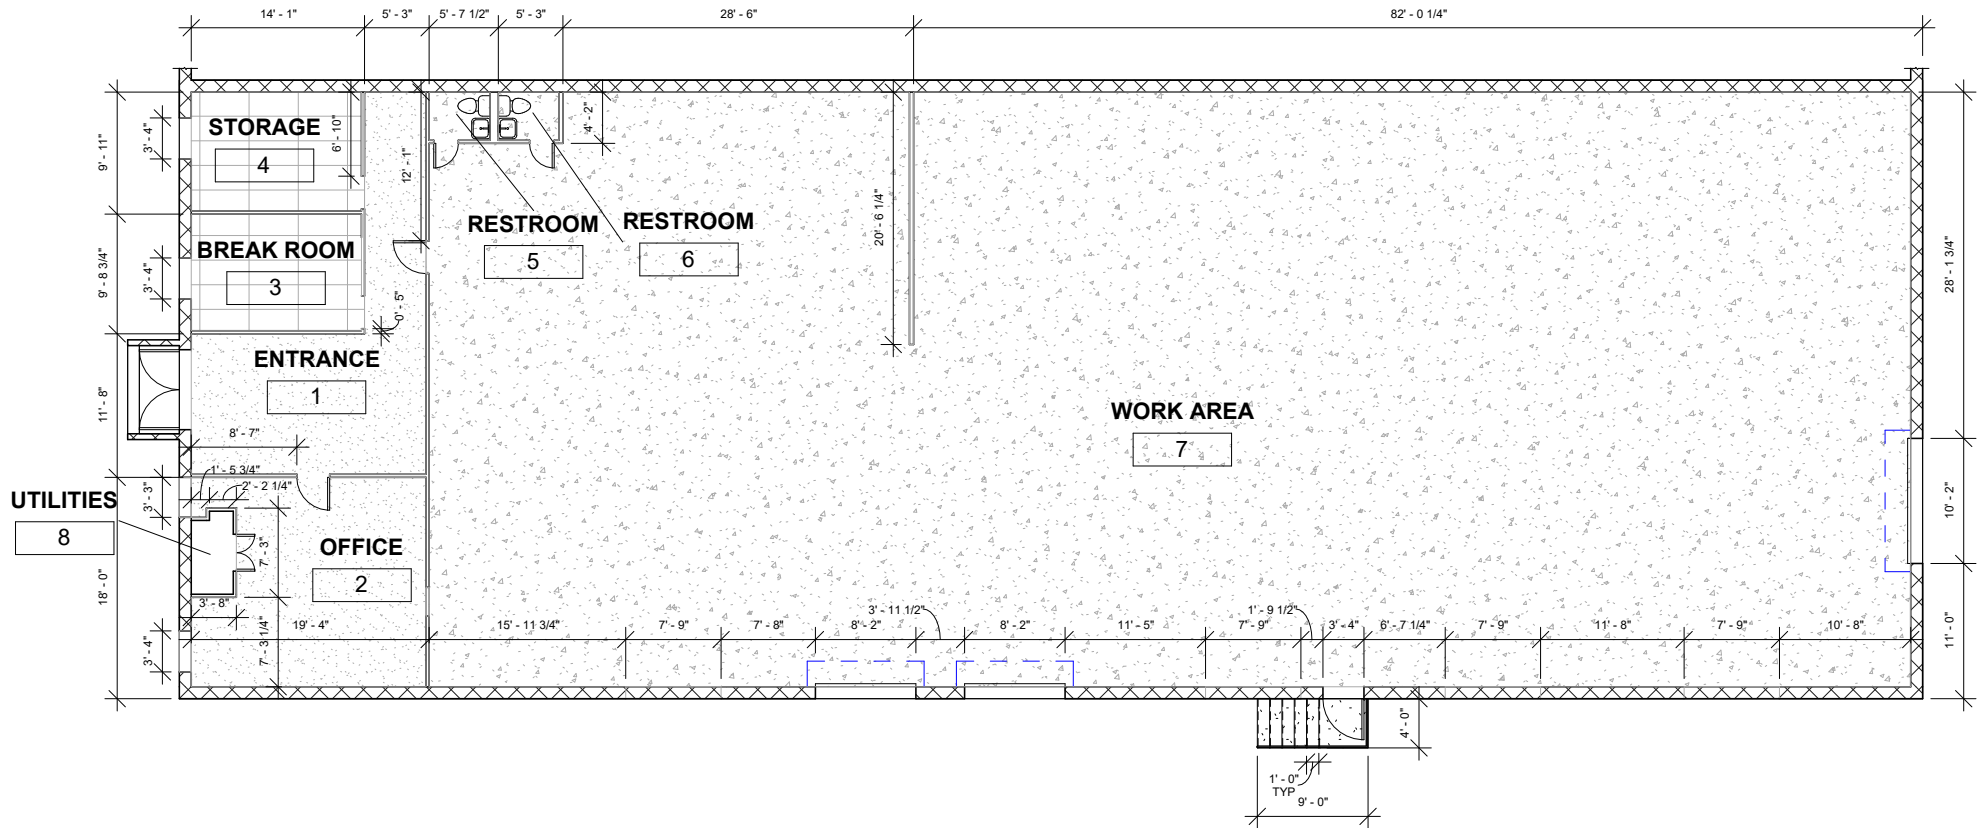 14' - 1"
5' - 3"
5' - 7 1/2"
5' - 3"
28' - 6"
82' - 0 1/4"
9' - 11"
3' - 4"
STORAGE
4
6' - 10"
12' - 1"
4' - 2"
20' - 6 1/4"
28' - 1 3/4"
RESTROOM
5
RESTROOM
6
9' - 8 3/4"
3' - 4"
BREAK ROOM
3
0' - 5"
ENTRANCE
1
11' - 8"
8' - 7"
WORK AREA
7
1' - 5 3/4"
2' - 2 1/4"
UTILITIES
8
3' - 3"
OFFICE
2
7' - 3"
10' - 2"
18' - 0"
3' - 8"
3' - 4"
7' - 3 1/4"
19' - 4"
15' - 11 3/4"
7' - 9"
7' - 8"
8' - 2"
3' - 11 1/2"
8' - 2"
11' - 5"
7' - 9"
1' - 9 1/2"
3' - 4"
6' - 7 1/4"
7' - 9"
11' - 8"
7' - 9"
10' - 8"
11' - 0"
4' - 0"
1' - 0"
TYP
9' - 0"